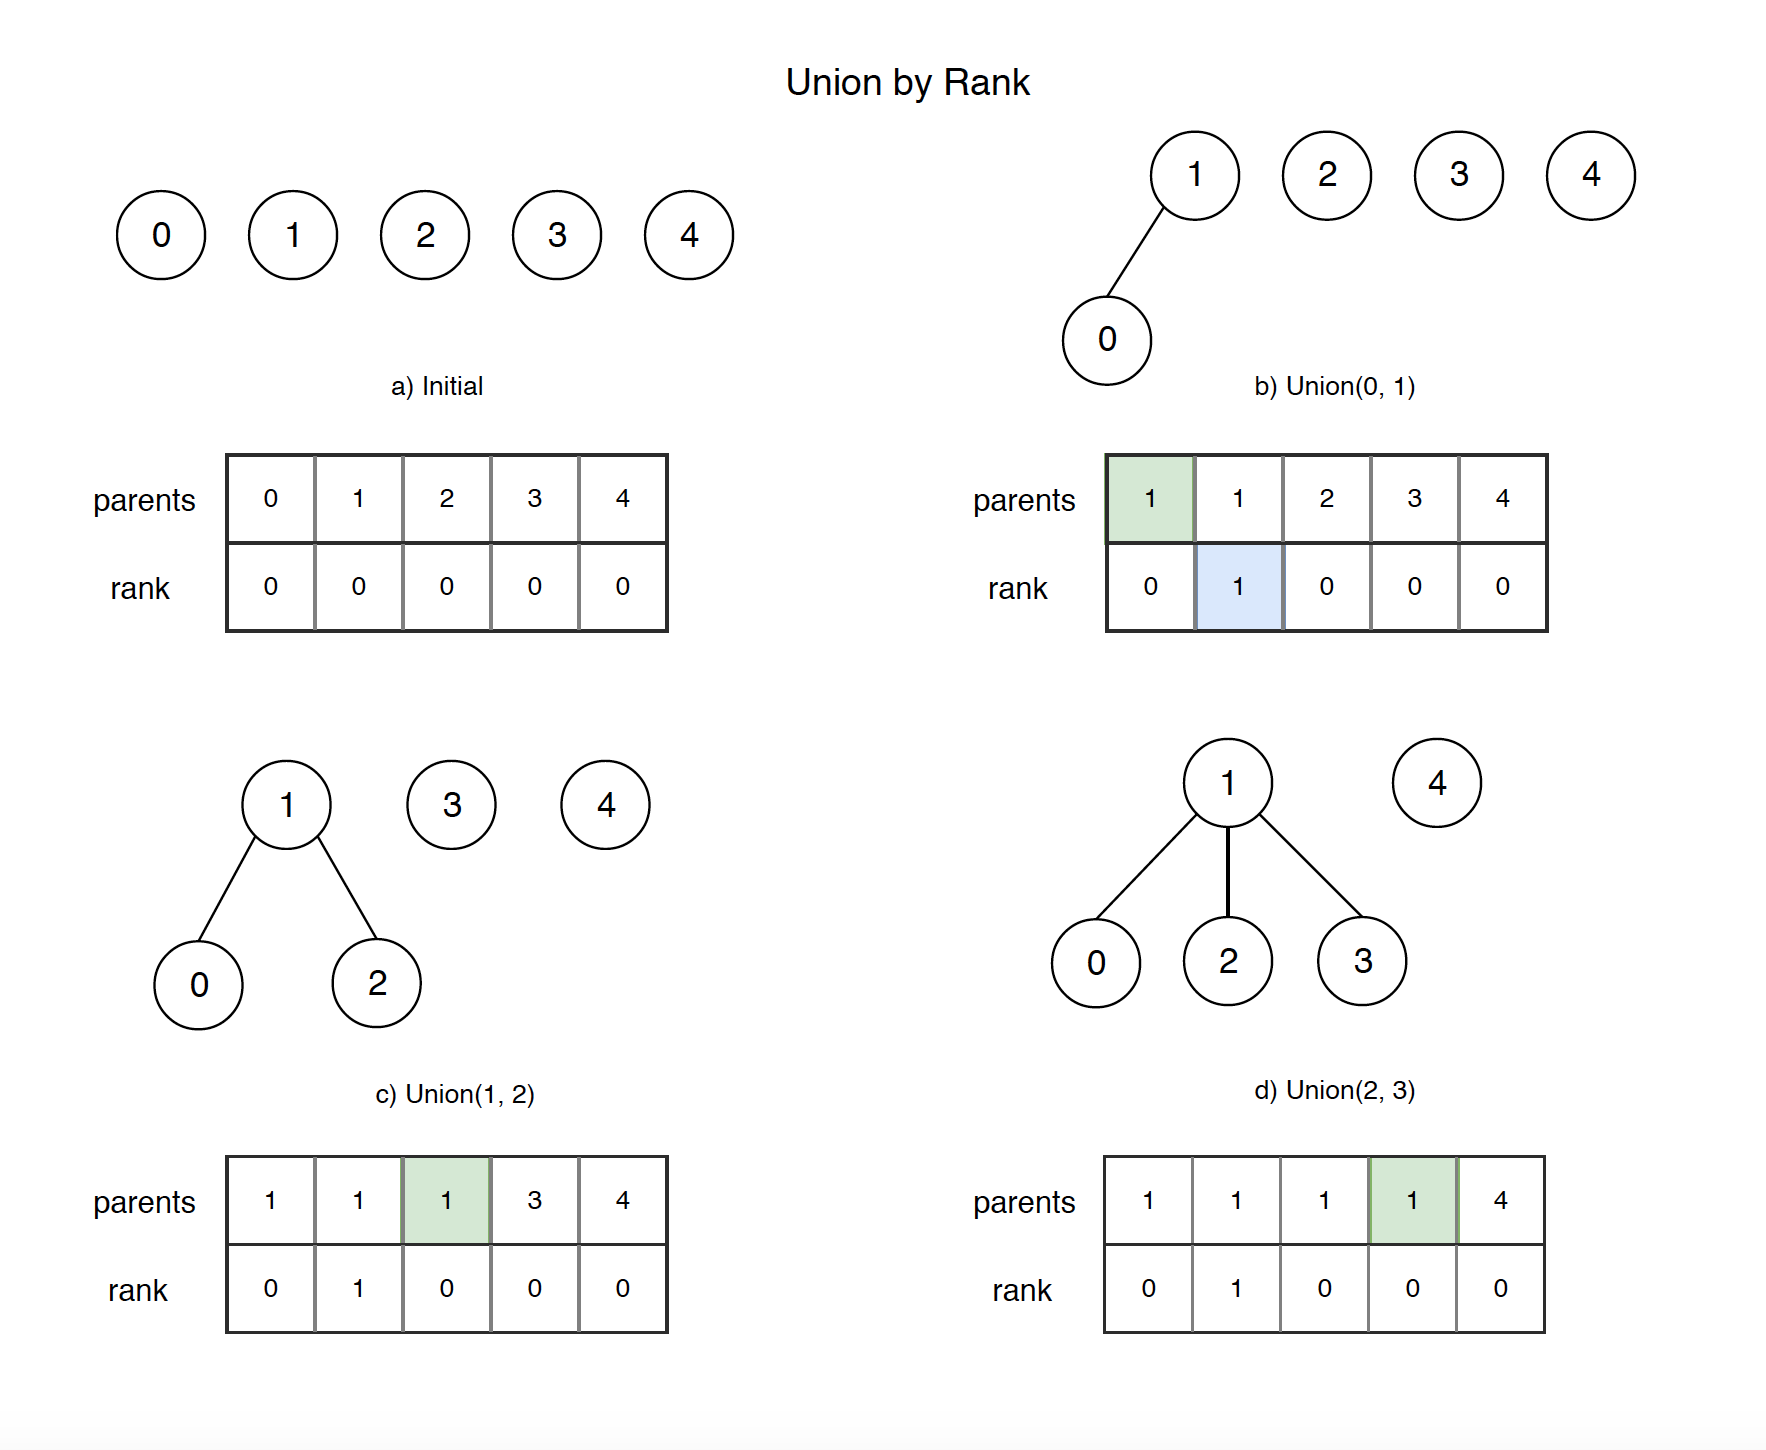 Union by Rank
0 1 2 3 4
a) Initial
parents 0 1 2 3 4
rank 0 0 0 0 0
1 2 3 4
0
b) Union(0, 1)
parents 1 1 2 3 4
rank 0 1 0 0 0
1 3 4
0 2
c) Union(1, 2)
parents 1 1 1 3 4
rank 0 1 0 0 0
1 4
0 2 3
d) Union(2, 3)
parents 1 1 1 1 4
rank 0 1 0 0 0